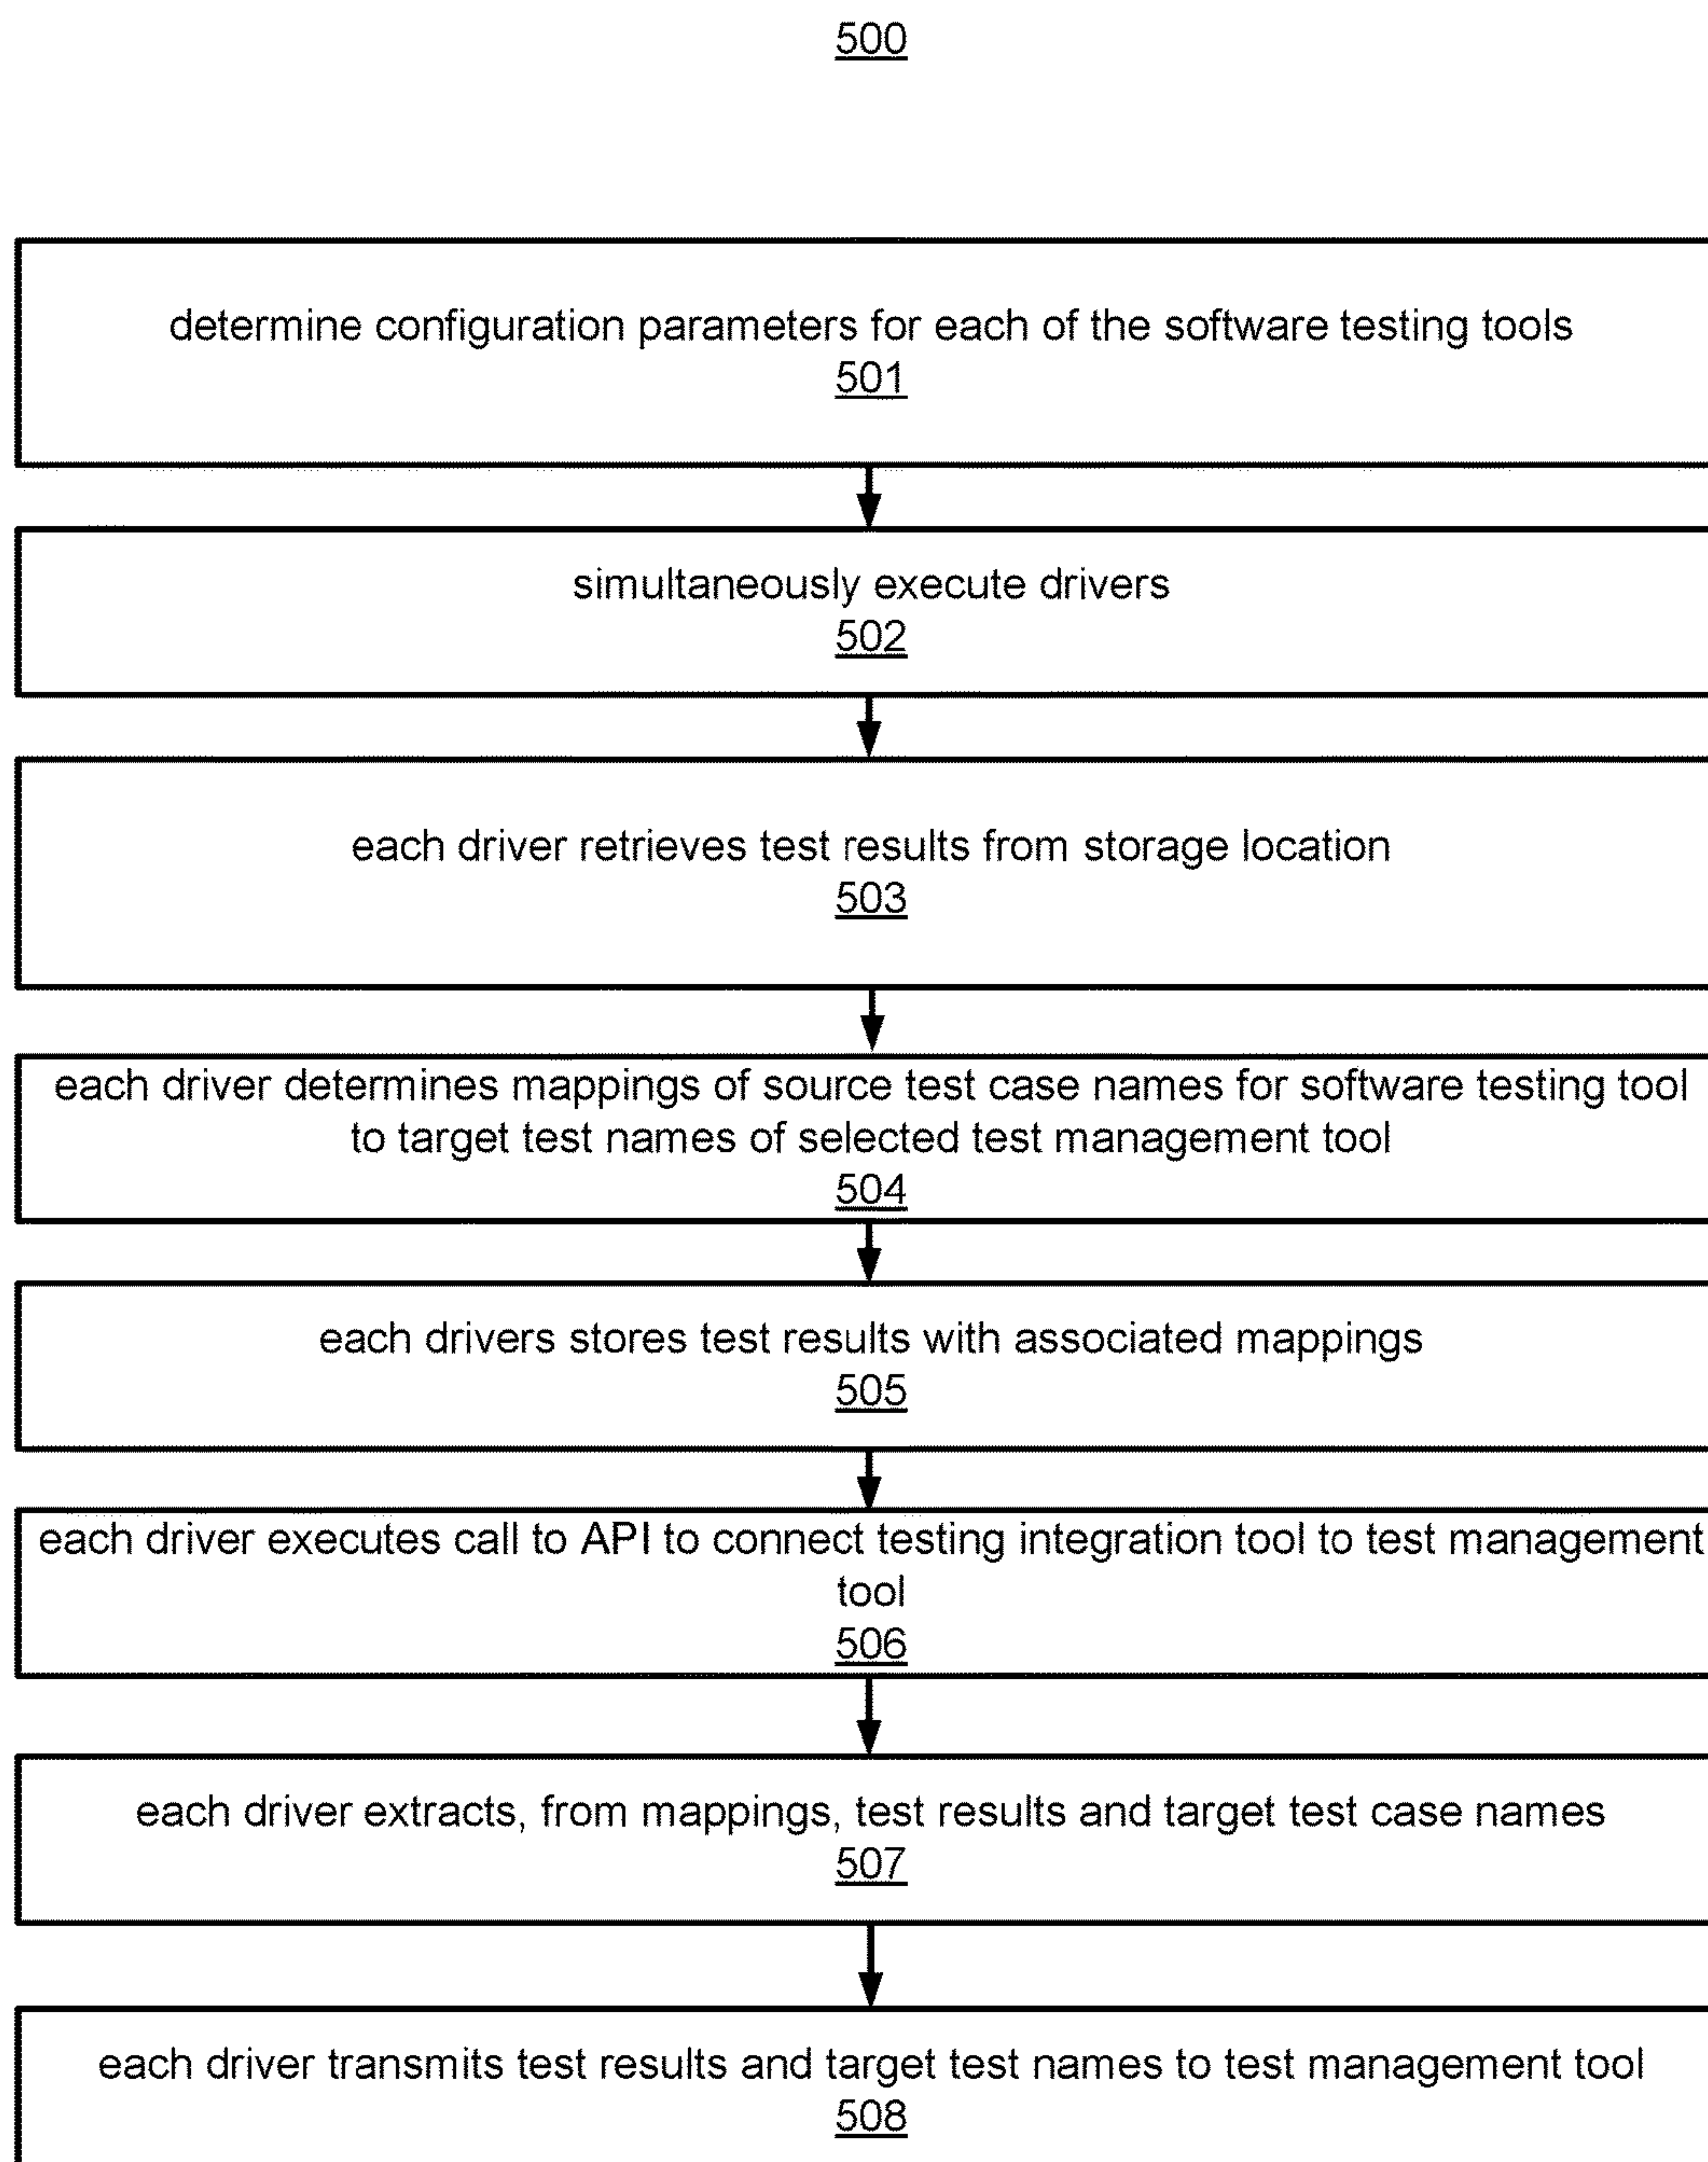 500
determine configuration parameters for each of the software testing tools
501
simultaneously execute drivers
502
each driver retrieves test results from storage location
503
each driver determines mappings of source test case names for software testing tool
to target test names of selected test management tool
504
each drivers stores test results with associated mappings
505
each driver executes call to API to connect testing integration tool to test management
tool
506
each driver extracts, from mappings, test results and target test case names
507
each driver transmits test results and target test names to test management tool
508